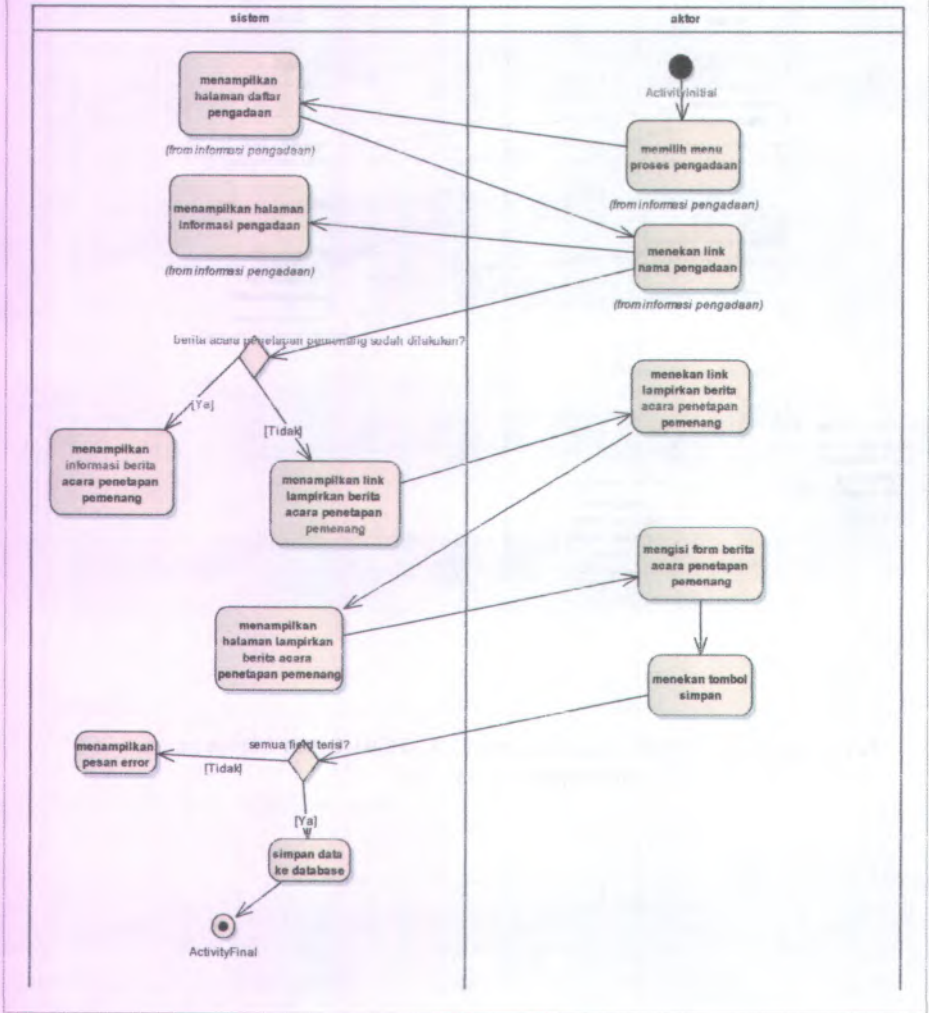 sistem
aktor
ActivityInitial
menampilkan
halaman daftar
pengadaan
(from informasi pengadaan)
memilih menu
proses pengadaan
(from informasi pengadaan)
menampilkan halaman
informasi pengadaan
(from informasi pengadaan)
menekan link
nama pengadaan
(from informasi pengadaan)
berita acara penetapan pemenang sudah dilakukan?
[Ya]
[Tidak]
menekan link
lampirkan berita
acara penetapan
pemenang
menampilkan
informasi berita
acara penetapan
pemenang
menampilkan link
lampirkan berita
acara penetapan
pemenang
mengisi form berita
acara penetapan
pemenang
menampilkan
halaman lampirkan
berita acara
penetapan pemenang
menekan tombol
simpan
semua field terisi?
menampilkan
pesan error
[Tidak]
[Ya]
simpan data
ke database
ActivityFinal